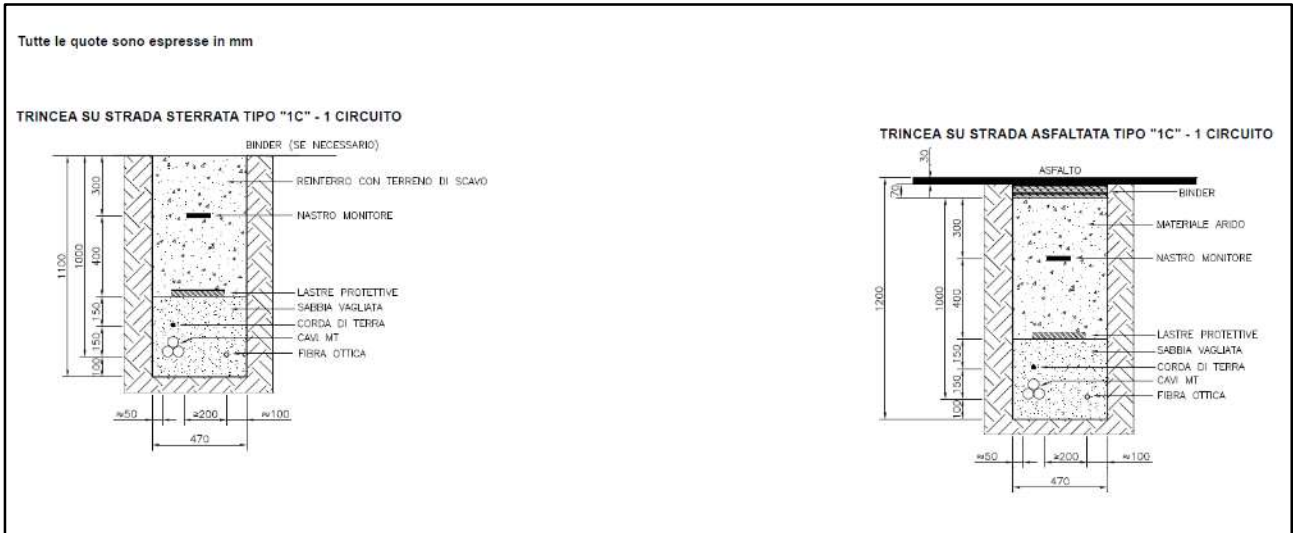 Tutte le quote sono espresse in mm
TRINCEA SU STRADA STERRATA TIPO "1C" - 1 CIRCUITO
BINDER (SE NECESSARIO)
REINTERRO CON TERRENO DI SCAVO
NASTRO MONITORE
LASTRE PROTETTIVE
SABBIA VAGLIATA
CORDA DI TERRA
CAVI MT
FIBRA OTTICA
1100
1000
300
400
150
150
100
≈50
≥200
≈100
470
TRINCEA SU STRADA ASFALTATA TIPO "1C" - 1 CIRCUITO
30
ASFALTO
70
BINDER
MATERIALE ARIDO
NASTRO MONITORE
LASTRE PROTETTIVE
SABBIA VAGLIATA
CORDA DI TERRA
CAVI MT
FIBRA OTTICA
1200
1000
300
400
150
150
100
≈50
≥200
≈100
470